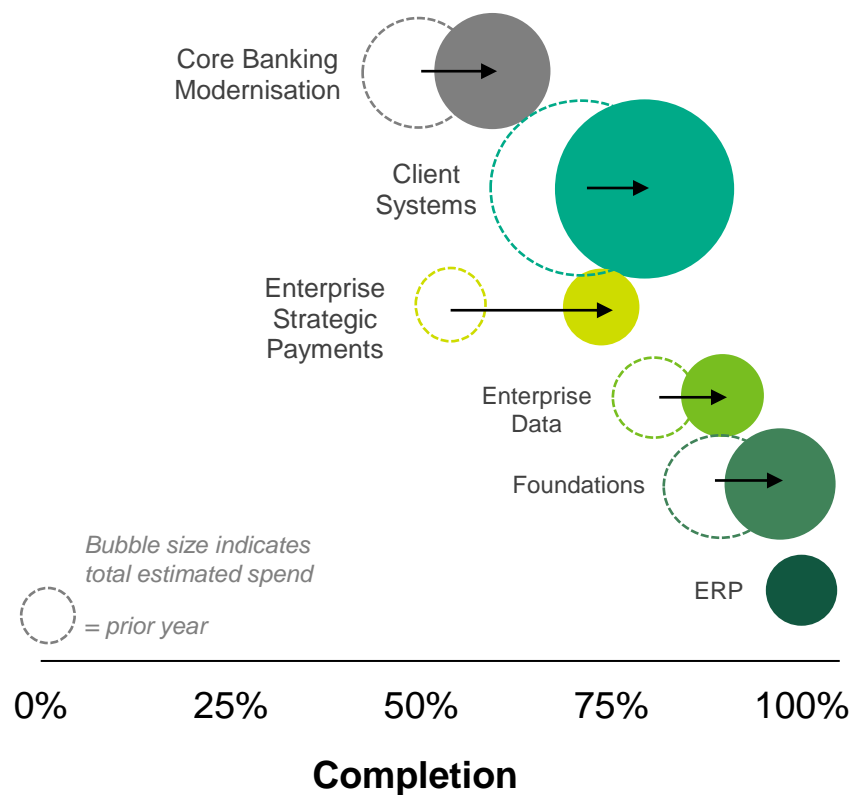 Core Banking
Modernisation
Client
Systems
Enterprise
Strategic
Payments
Enterprise
Data
Foundations
ERP
Bubble size indicates
total estimated spend
= prior year
0% 25% 50% 75% 100%
Completion